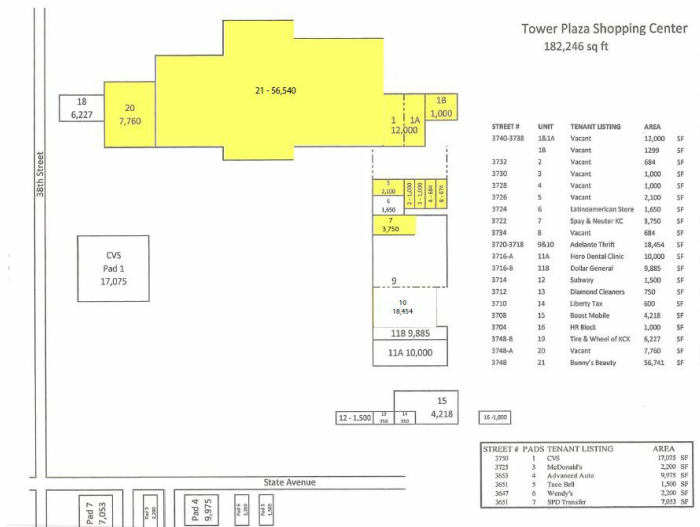 Tower Plaza Shopping Center
182,246 sq ft
21 - 56,540
18
6,227
20
7,760
1
1A
12,000
1B
1,000
38th Street
5
2,100
2 - 1,000
3 - 1,000
4 - 684
8 - 674
6
1,650
7
3,750
CVS
Pad 1
17,075
9
10
18,454
11B 9,885
11A 10,000
15
4,218
12 - 1,500
13
750
14
16 -1,000
State Avenue
Pad 7
7,053
Pad 4
9,975
STREET # UNIT TENANT LISTING AREA
3740-3738 1&1A Vacant 12,000 SF
1B Vacant 1299 SF
3732 2 Vacant 684 SF
3730 3 Vacant 1,000 SF
3728 4 Vacant 1,000 SF
3726 5 Vacant 2,100 SF
3724 6 Latinoamerican Store 1,650 SF
3722 7 Spay & Neuter KC 3,750 SF
3734 8 Vacant 684 SF
3720-3718 9&10 Adelante Thrift 18,454 SF
3716-A 11A Hero Dental Clinic 10,000 SF
3716-B 11B Dollar General 9,885 SF
3714 12 Subway 1,500 SF
3712 13 Diamond Cleaners 750 SF
3710 14 Liberty Tax 600 SF
3708 15 Boost Mobile 4,218 SF
3704 16 HR Block 1,000 SF
3748-B 19 Tire & Wheel of KCK 6,227 SF
3748-A 20 Vacant 7,760 SF
3748 21 Bunny's Beauty 56,741 SF
STREET # PADS TENANT LISTING AREA
3750 1 CVS 17,075 SF
3725 3 McDonald's 2,200 SF
3653 4 Advanced Auto 9,975 SF
3651 5 Taco Bell 1,500 SF
3647 6 Wendy's 2,200 SF
3651 7 SPD Transfer 7,053 SF